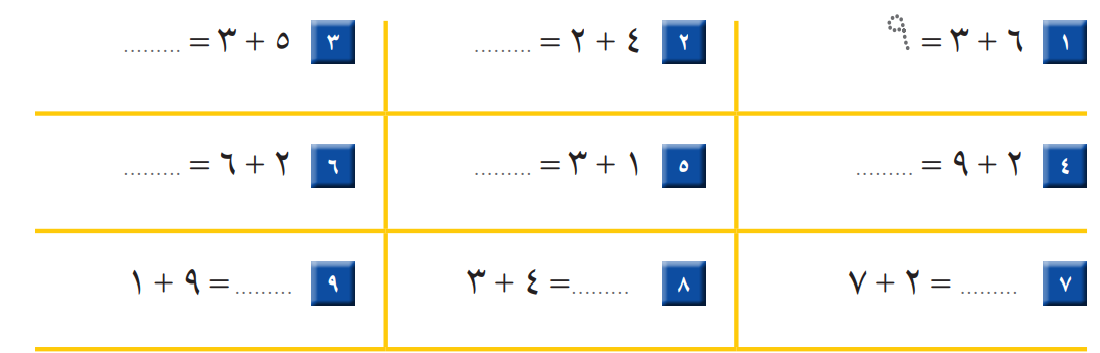 ١ ٦ + ٣ = ٩ ٢ ٤ + ٢ = ......... ٣ ٥ + ٣ = .........
٤ ٢ + ٩ = ......... ٥ ١ + ٣ = ......... ٦ ٢ + ٦ = .........
٧ ......... = ٢ + ٧ ٨ ......... = ٤ + ٣ ٩ ......... = ٩ + ١